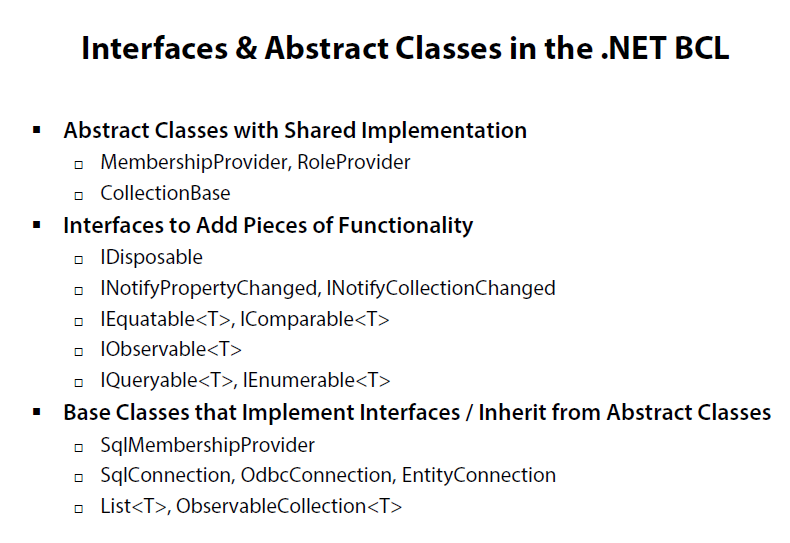 Interfaces & Abstract Classes in the .NET BCL
▪ Abstract Classes with Shared Implementation
□ MembershipProvider, RoleProvider
□ CollectionBase
▪ Interfaces to Add Pieces of Functionality
□ IDisposable
□ INotifyPropertyChanged, INotifyCollectionChanged
□ IEquatable<T>, IComparable<T>
□ IObservable<T>
□ IQueryable<T>, IEnumerable<T>
▪ Base Classes that Implement Interfaces / Inherit from Abstract Classes
□ SqlMembershipProvider
□ SqlConnection, OdbcConnection, EntityConnection
□ List<T>, ObservableCollection<T>